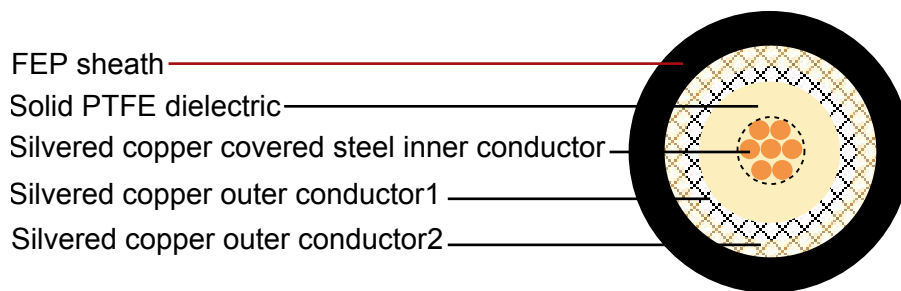 FEP sheath
Solid PTFE dielectric
Silvered copper covered steel inner conductor
Silvered copper outer conductor1
Silvered copper outer conductor2